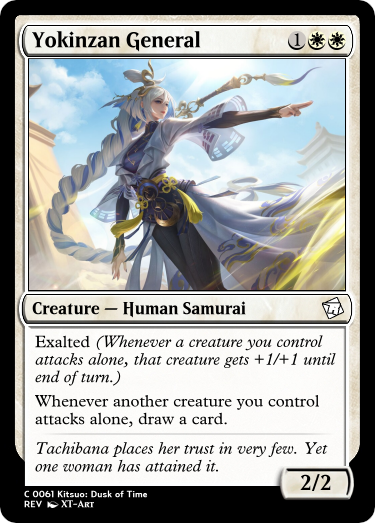 Yokinzan General 1
Creature — Human Samurai
Exalted (Whenever a creature you control
attacks alone, that creature gets +1/+1 until
end of turn.)
Whenever another creature you control
attacks alone, draw a card.
Tachibana places her trust in very few. Yet
one woman has attained it.
2/2
C 0061 Kitsuo: Dusk of Time
REV XT-Art